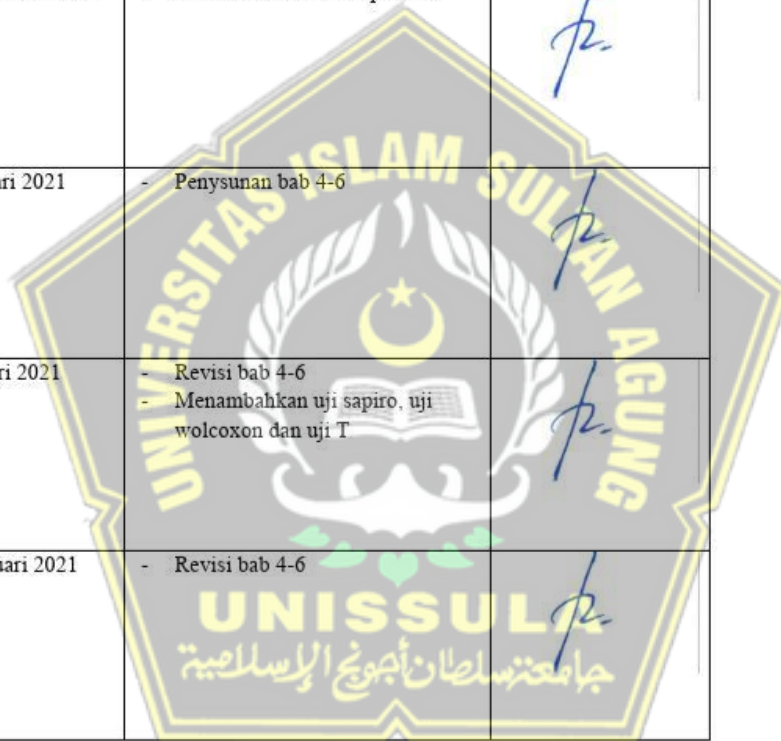 ari 2021
- Penysunan bab 4-6
ri 2021
- Revisi bab 4-6
- Menambahkan uji sapiro, uji
wolcoxon dan uji T
uari 2021
- Revisi bab 4-6
UNIVERSITAS ISLAM SULTAN AGUNG
UNISSULA
جامعة سلطان أجونج الإسلامية